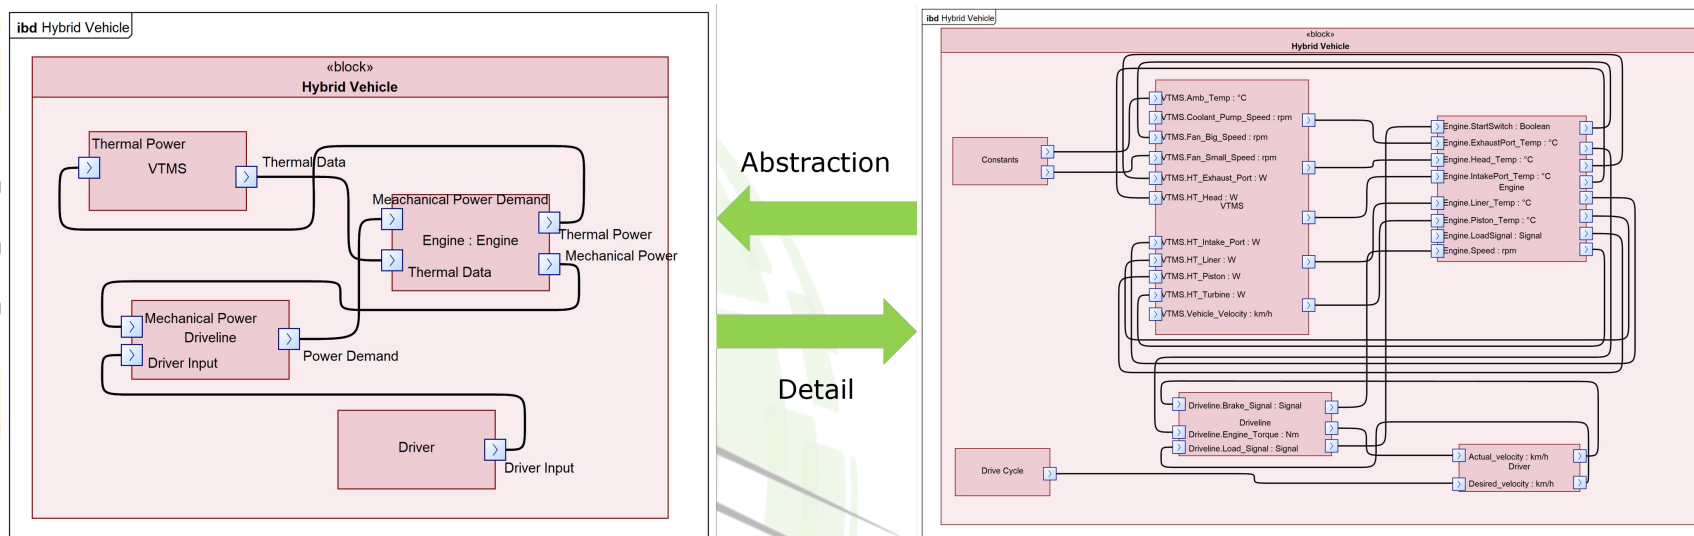 ibd Hybrid Vehicle
«block»
Hybrid Vehicle
Thermal Power
VTMS
Thermal Data
Meachanical Power Demand
Engine : Engine
Thermal Power
Mechanical Power
Thermal Data
Mechanical Power
Driveline
Driver Input
Power Demand
Driver
Driver Input
Abstraction
Detail
ibd Hybrid Vehicle
«block»
Hybrid Vehicle
Constants
VTMS.Amb_Temp : °C
VTMS.Coolant_Pump_Speed : rpm
VTMS.Fan_Big_Speed : rpm
VTMS.Fan_Small_Speed : rpm
VTMS.HT_Exhaust_Port : W
VTMS.HT_Head : W
VTMS
VTMS.HT_Intake_Port : W
VTMS.HT_Liner : W
VTMS.HT_Piston : W
VTMS.HT_Turbine : W
VTMS.Vehicle_Velocity : km/h
Engine.StartSwitch : Boolean
Engine.ExhaustPort_Temp : °C
Engine.Head_Temp : °C
Engine.IntakePort_Temp : °C
Engine
Engine.Liner_Temp : °C
Engine.Piston_Temp : °C
Engine.LoadSignal : Signal
Engine.Speed : rpm
Driveline.Brake_Signal : Signal
Driveline
Driveline.Engine_Torque : Nm
Driveline.Load_Signal : Signal
Drive Cycle
Actual_velocity : km/h
Driver
Desired_velocity : km/h